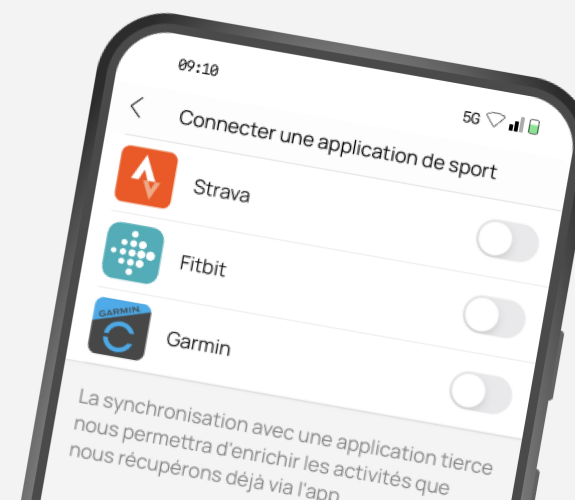 09:10
5G
Connecter une application de sport
Strava
Fitbit
GARMIN
Garmin
La synchronisation avec une application tierce
nous permettra d'enrichir les activités que
nous récupérons déjà via l'app